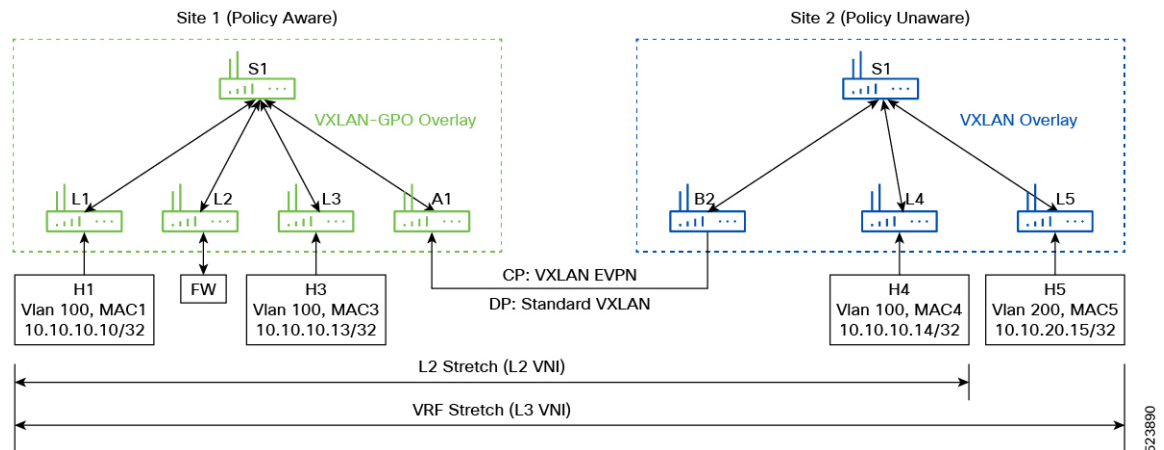 Site 1 (Policy Aware)
Site 2 (Policy Unaware)
S1
S1
VXLAN-GPO Overlay
VXLAN Overlay
L1
L2
L3
A1
B2
L4
L5
CP: VXLAN EVPN
DP: Standard VXLAN
H1
Vlan 100, MAC1
10.10.10.10/32
FW
H3
Vlan 100, MAC3
10.10.10.13/32
H4
Vlan 100, MAC4
10.10.10.14/32
H5
Vlan 200, MAC5
10.10.20.15/32
L2 Stretch (L2 VNI)
VRF Stretch (L3 VNI)
523890